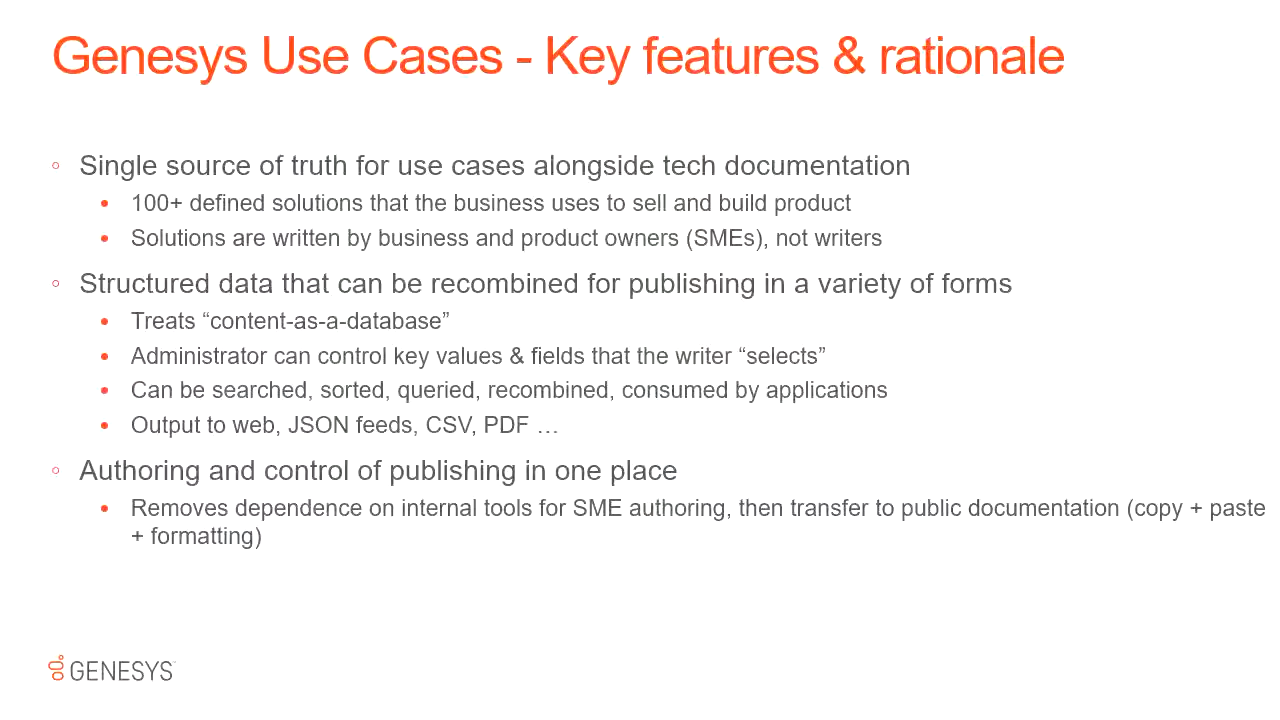 Genesys Use Cases - Key features & rationale
Single source of truth for use cases alongside tech documentation
100+ defined solutions that the business uses to sell and build product
Solutions are written by business and product owners (SMEs), not writers
Structured data that can be recombined for publishing in a variety of forms
Treats “content-as-a-database”
Administrator can control key values & fields that the writer “selects”
Can be searched, sorted, queried, recombined, consumed by applications
Output to web, JSON feeds, CSV, PDF …
Authoring and control of publishing in one place
Removes dependence on internal tools for SME authoring, then transfer to public documentation (copy + paste
+ formatting)
GENESYS